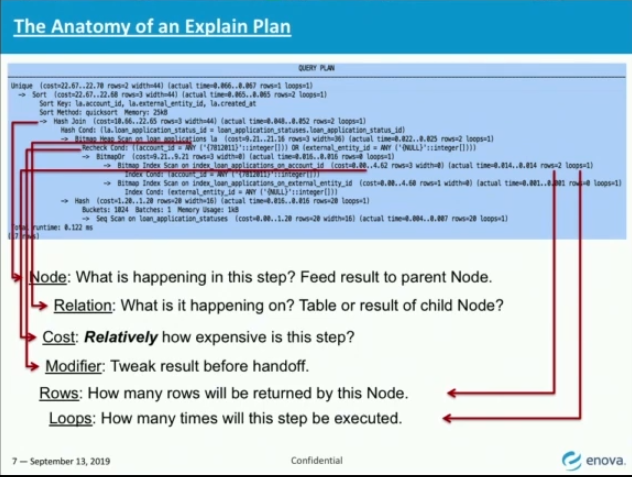 The Anatomy of an Explain Plan
QUERY PLAN
Unique (cost=22.67..22.70 rows=2 width=44) (actual time=0.066..0.067 rows=1 loops=1)
-> Sort (cost=22.67..22.68 rows=3 width=44) (actual time=0.065..0.065 rows=2 loops=1)
Sort Key: la.account_id, la.external_entity_id, la.created_at
Sort Method: quicksort Memory: 25kB
-> Hash Join (cost=10.66..22.65 rows=3 width=44) (actual time=0.048..0.052 rows=2 loops=1)
Hash Cond: (la.loan_application_status_id = loan_application_statuses.loan_application_status_id)
-> Bitmap Heap Scan on loan_applications la (cost=9.21..21.16 rows=3 width=36) (actual time=0.022..0.025 rows=2 loops=1)
Recheck Cond: ((account_id = ANY ('{7812011}'::integer[])) OR (external_entity_id = ANY ('{NULL}'::integer[])))
-> BitmapOr (cost=9.21..9.21 rows=3 width=0) (actual time=0.016..0.016 rows=0 loops=1)
-> Bitmap Index Scan on index_loan_applications_on_account_id (cost=0.00..4.62 rows=3 width=0) (actual time=0.014..0.014 rows=2 loops=1)
Index Cond: (account_id = ANY ('{7812011}'::integer[]))
-> Bitmap Index Scan on index_loan_applications_on_external_entity_id (cost=0.00..4.60 rows=1 width=0) (actual time=0.001..0.001 rows=0 loops=1)
Index Cond: (external_entity_id = ANY ('{NULL}'::integer[]))
-> Hash (cost=1.20..1.20 rows=20 width=16) (actual time=0.016..0.016 rows=20 loops=1)
Buckets: 1024 Batches: 1 Memory Usage: 1kB
-> Seq Scan on loan_application_statuses (cost=0.00..1.20 rows=20 width=16) (actual time=0.004..0.007 rows=20 loops=1)
runtime: 0.122 ms
rows)
Node: What is happening in this step? Feed result to parent Node.
Relation: What is it happening on? Table or result of child Node?
Cost: Relatively how expensive is this step?
Modifier: Tweak result before handoff.
Rows: How many rows will be returned by this Node.
Loops: How many times will this step be executed.
7 — September 13, 2019
Confidential
enova.